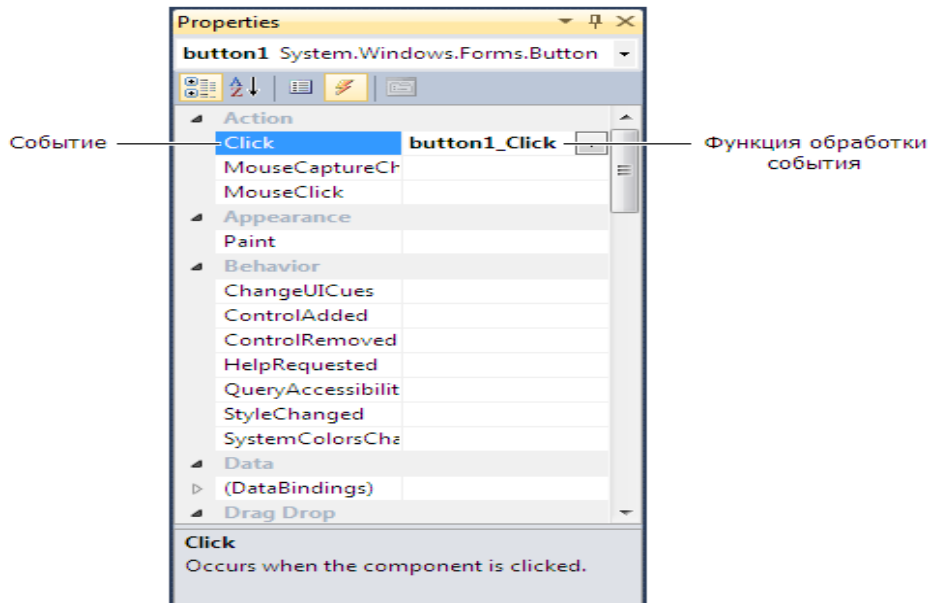 Properties
button1 System.Windows.Forms.Button
Action
Событие
Click button1_Click
Функция обработки
события
MouseCaptureCh
MouseClick
Appearance
Paint
Behavior
ChangeUICues
ControlAdded
ControlRemoved
HelpRequested
QueryAccessibilit
StyleChanged
SystemColorsCha
Data
(DataBindings)
Drag Drop
Click
Occurs when the component is clicked.